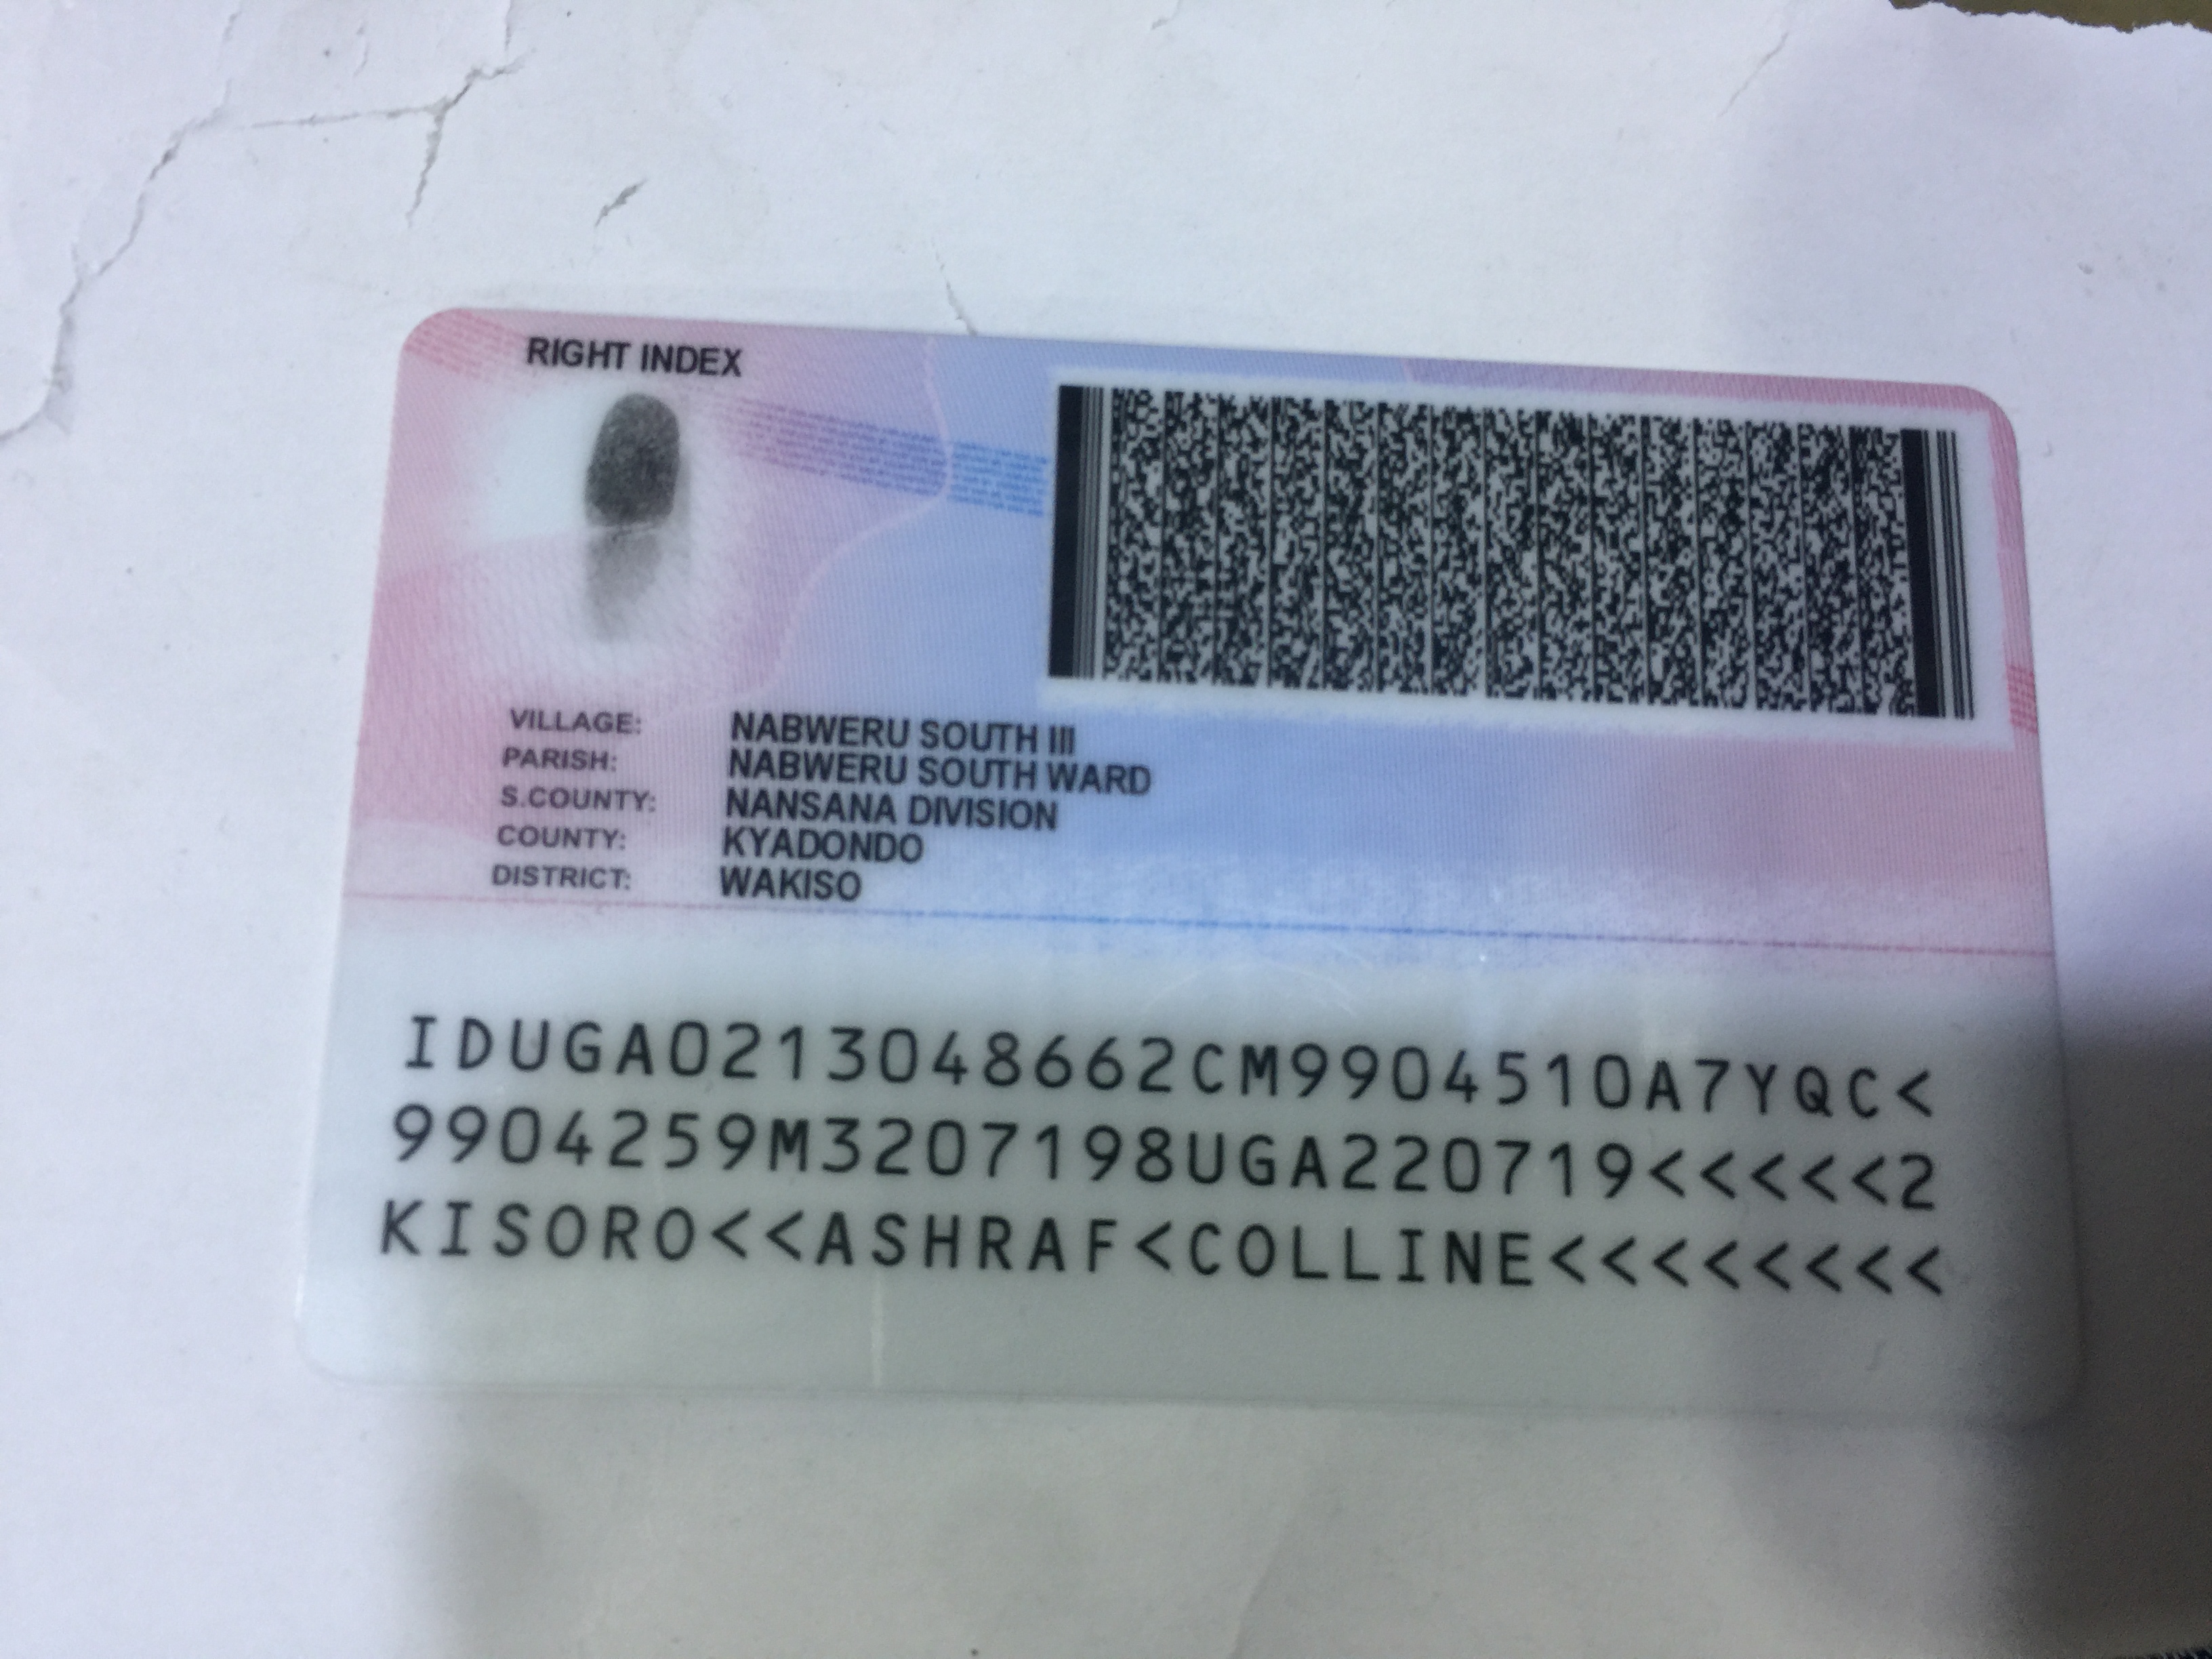 RIGHT INDEX
VILLAGE: NABWERU SOUTH III
PARISH: NABWERU SOUTH WARD
S.COUNTY: NANSANA DIVISION
COUNTY: KYADONDO
DISTRICT: WAKISO
IDUGA0213048662CM9904510A7YQC<
9904259M3207198UGA220719<<<<<2
KISORO<<ASHRAF<COLLINE<<<<<<<<